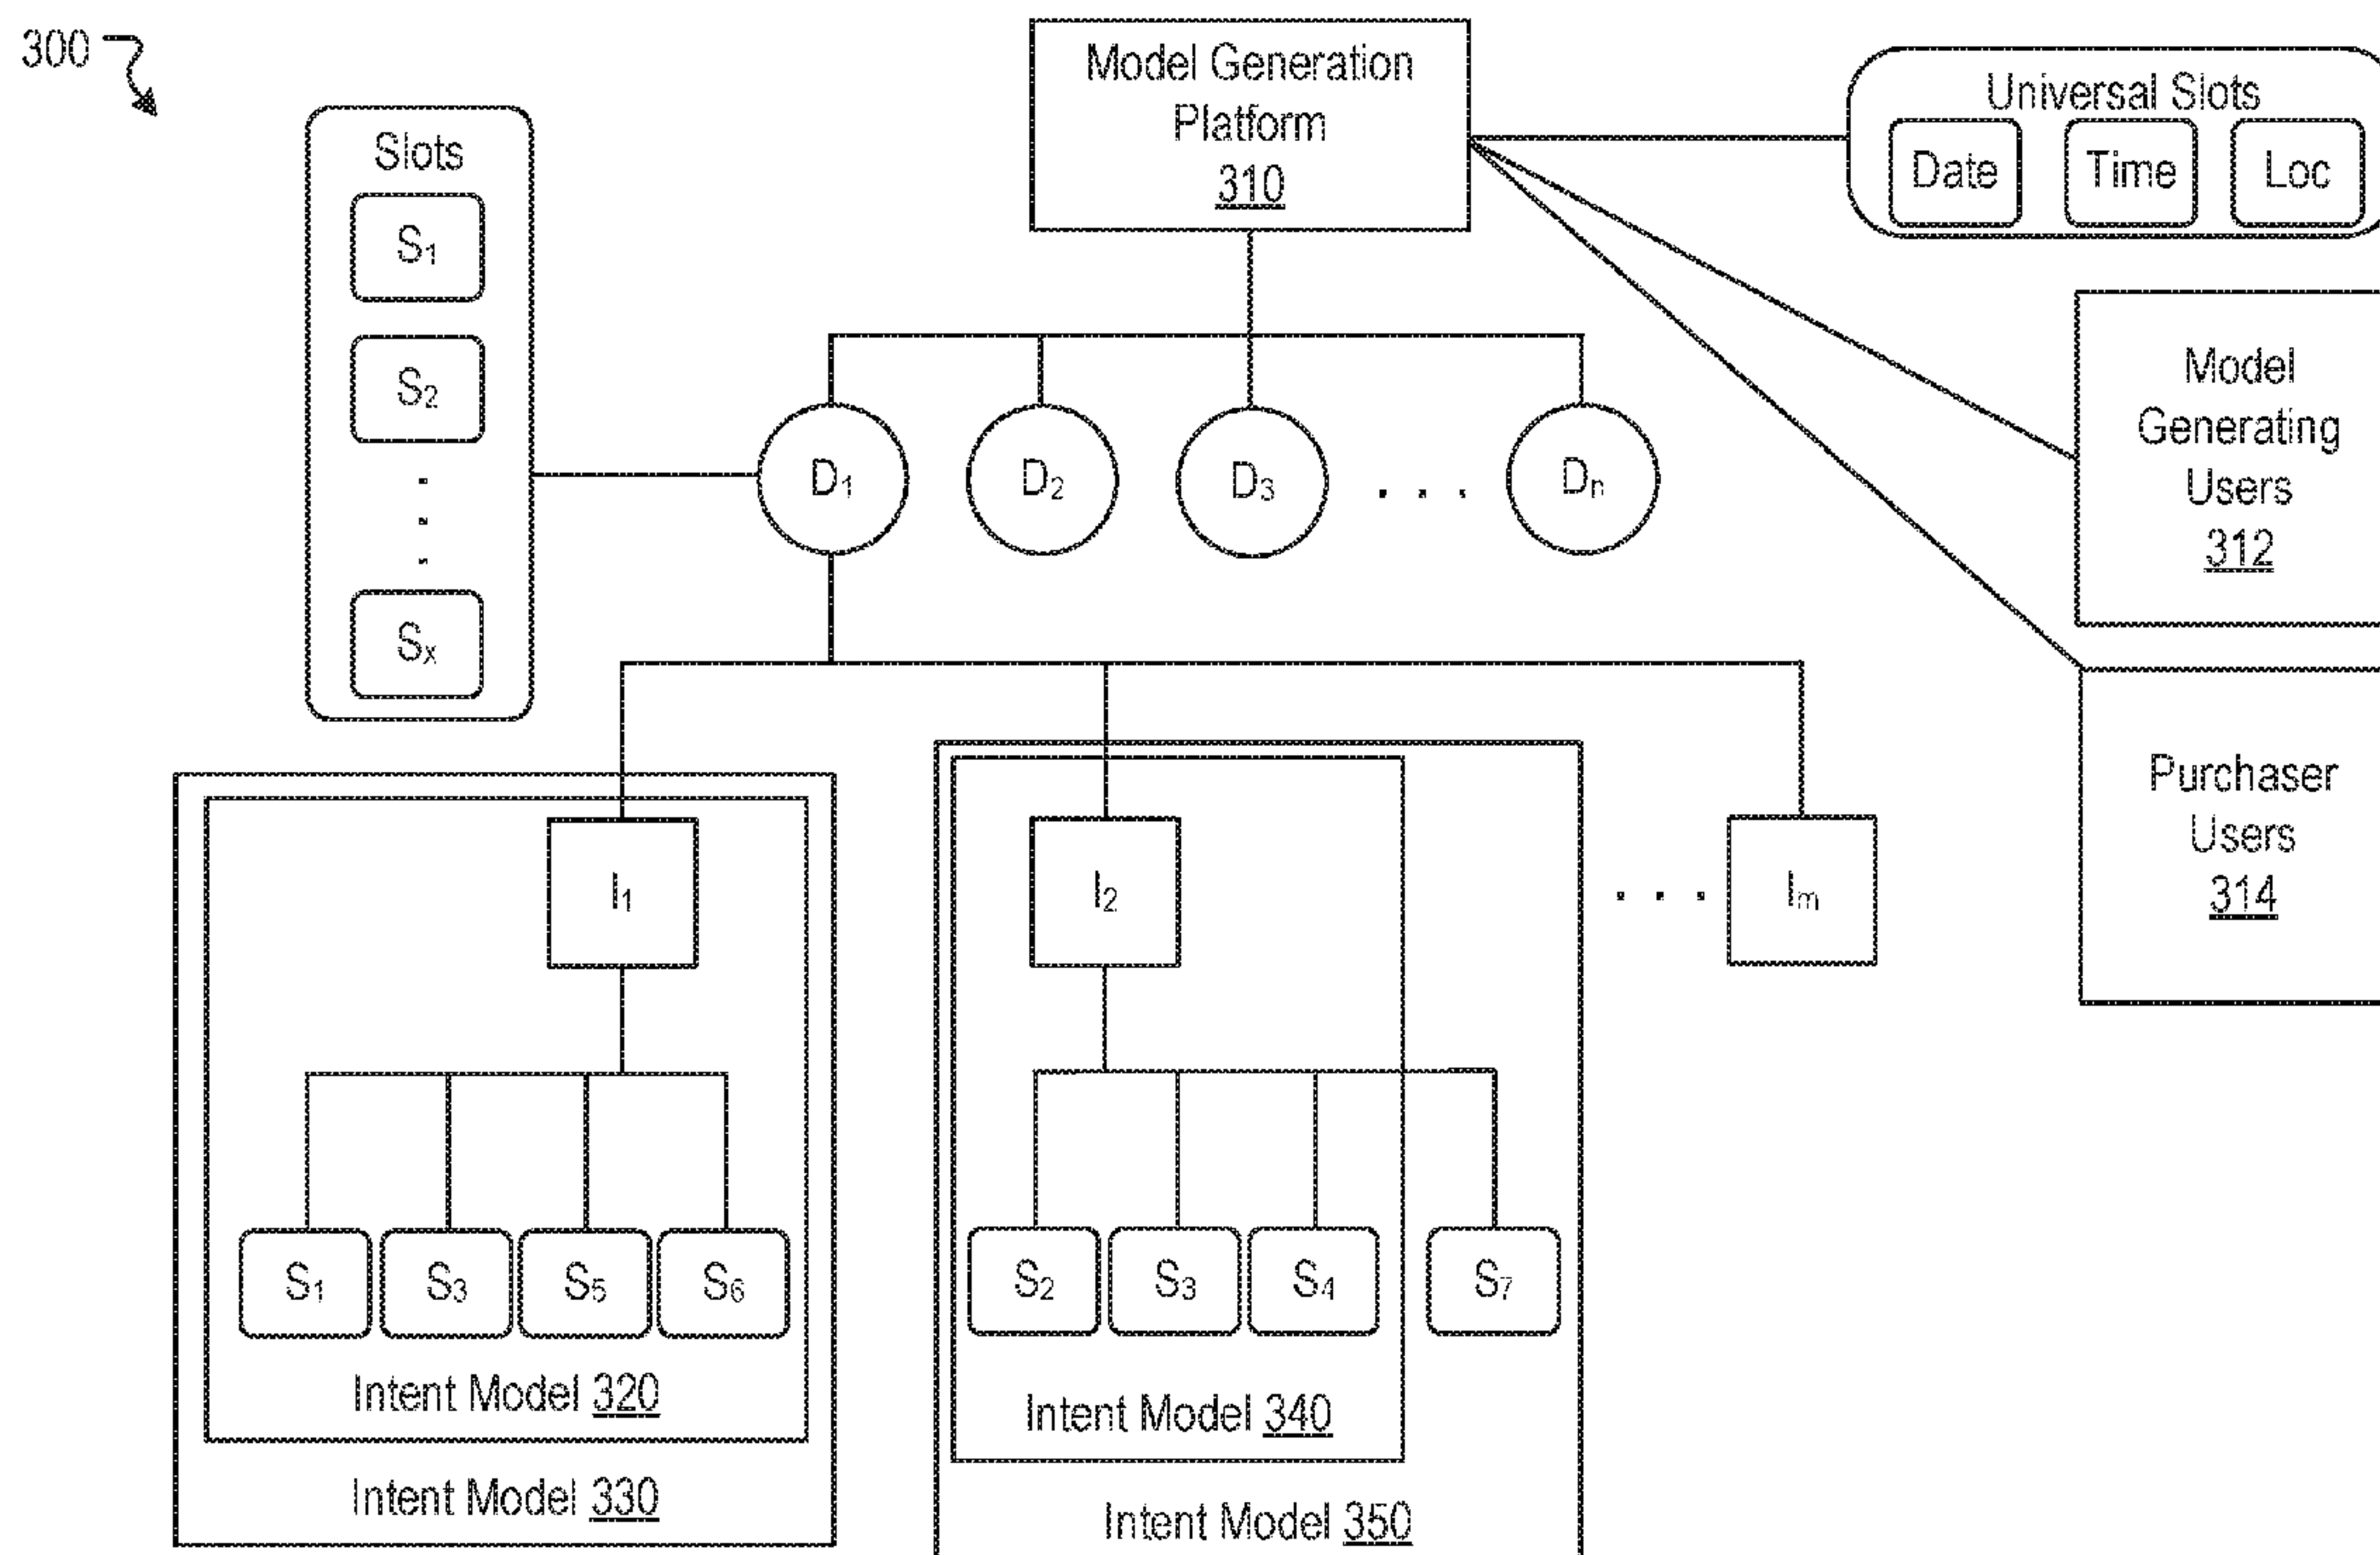 300
Model Generation
Platform
310
Universal Slots
Date
Time
Loc
Slots
S₁
S₂
.
.
.
Sₓ
D₁
D₂
D₃
. . .
Dₙ
Model
Generating
Users
312
Purchaser
Users
314
I₁
I₂
. . .
Iₘ
S₁
S₃
S₅
S₆
Intent Model 320
Intent Model 330
S₂
S₃
S₄
S₇
Intent Model 340
Intent Model 350